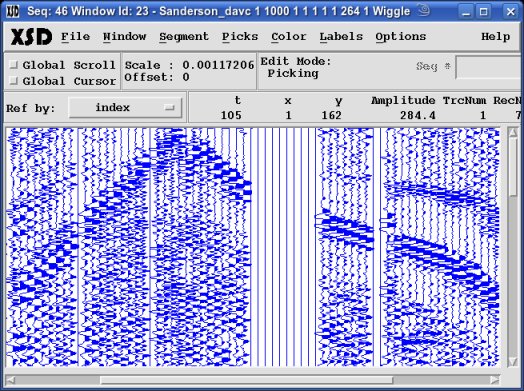 Seq: 46 Window Id: 23 - Sanderson_davc 1 1000 1 1 1 1 1 264 1 Wiggle
XSD File Window Segment Picks Color Labels Options Help
Global Scroll
Global Cursor
Scale : 0.00117206
Offset: 0
Edit Mode:
Picking
Seq #
Ref by: index
t x y Amplitude TrcNum RecN
105 1 162 284.4 1 7